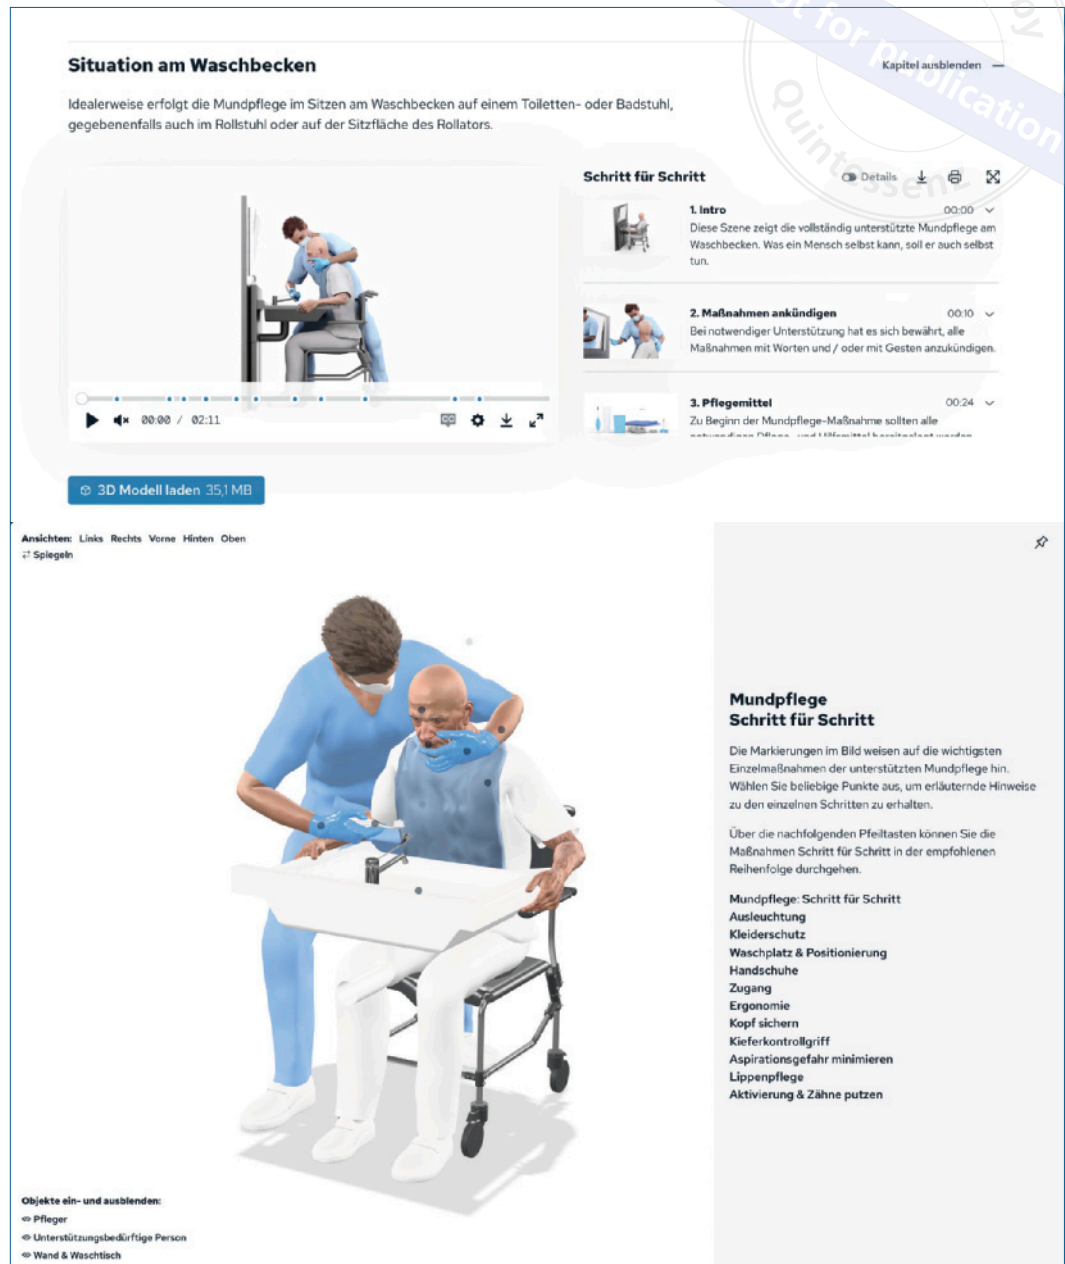 Not for publication
by
Quintessenz
Situation am Waschbecken
Kapitel ausblenden
Idealerweise erfolgt die Mundpflege im Sitzen am Waschbecken auf einem Toiletten- oder Badstuhl,
gegebenenfalls auch im Rollstuhl oder auf der Sitzfläche des Rollators.
Schritt für Schritt
Details
1. Intro 00:00
Diese Szene zeigt die vollständig unterstützte Mundpflege am
Waschbecken. Was ein Mensch selbst kann, soll er auch selbst
tun.
2. Maßnahmen ankündigen 00:10
Bei notwendiger Unterstützung hat es sich bewährt, alle
Maßnahmen mit Worten und / oder mit Gesten anzukündigen.
3. Pflegemittel 00:24
Zu Beginn der Mundpflege-Maßnahme sollten alle
00:00 / 02:11
3D Modell laden 35,1 MB
Ansichten: Links Rechts Vorne Hinten Oben
Spiegeln
Mundpflege
Schritt für Schritt
Die Markierungen im Bild weisen auf die wichtigsten
Einzelmaßnahmen der unterstützten Mundpflege hin.
Wählen Sie beliebige Punkte aus, um erläuternde Hinweise
zu den einzelnen Schritten zu erhalten.
Über die nachfolgenden Pfeiltasten können Sie die
Maßnahmen Schritt für Schritt in der empfohlenen
Reihenfolge durchgehen.
Mundpflege: Schritt für Schritt
Ausleuchtung
Kleiderschutz
Waschplatz & Positionierung
Handschuhe
Zugang
Ergonomie
Kopf sichern
Kieferkontrollgriff
Aspirationsgefahr minimieren
Lippenpflege
Aktivierung & Zähne putzen
Objekte ein- und ausblenden:
Pfleger
Unterstützungsbedürftige Person
Wand & Waschtisch